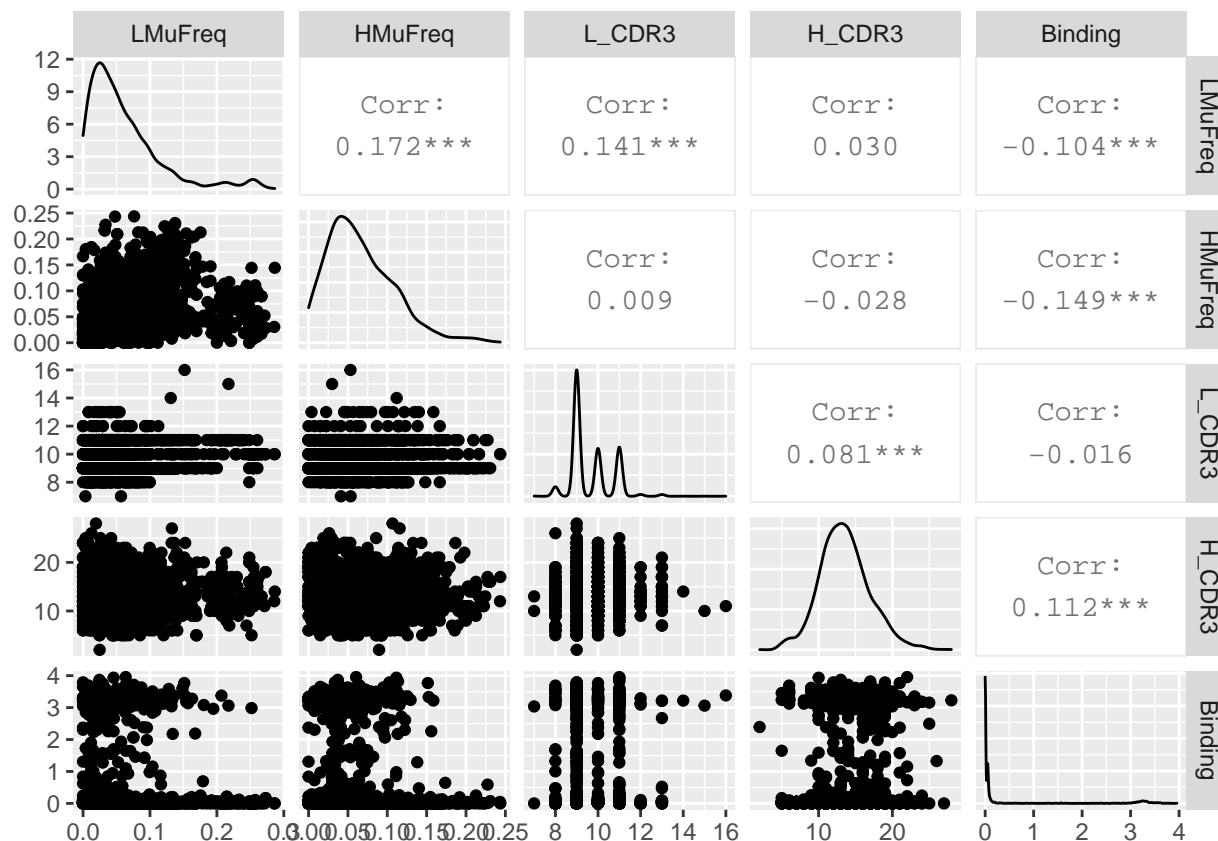 LMuFreq HMuFreq L_CDR3 H_CDR3 Binding
12
9
6
3
0
Corr:
0.172***
Corr:
0.141***
Corr:
0.030
Corr:
-0.104***
LMuFreq
0.25
0.20
0.15
0.10
0.05
0.00
Corr:
0.009
Corr:
-0.028
Corr:
-0.149***
HMuFreq
16
14
12
10
8
Corr:
0.081***
Corr:
-0.016
L_CDR3
20
10
Corr:
0.112***
H_CDR3
4
3
2
1
0
Binding
0.0 0.1 0.2 0.3
0.00 0.05 0.10 0.15 0.20 0.25
8 10 12 14 16
10 20
0 1 2 3 4